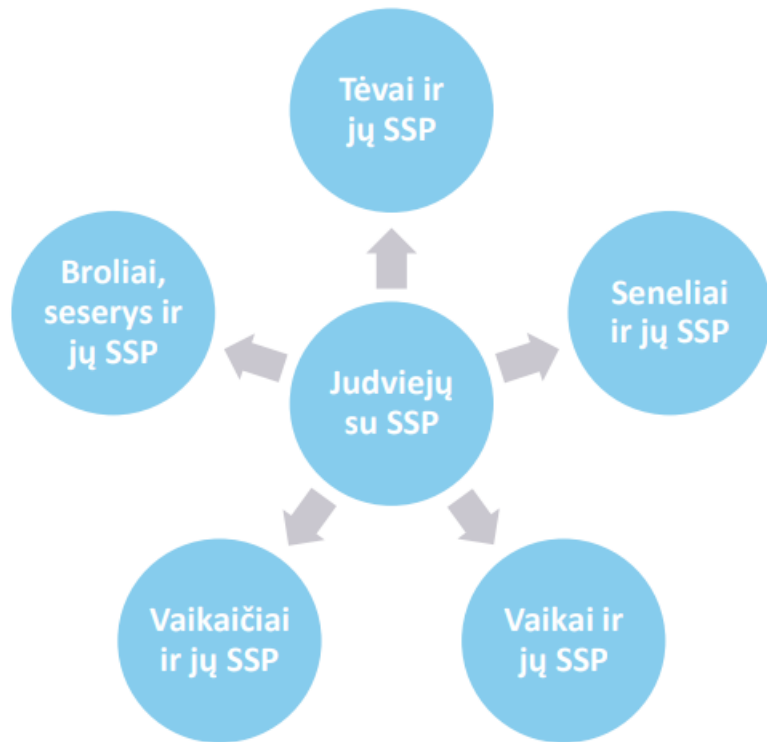 Tėvai ir
jų SSP
Broliai,
seserys ir
jų SSP
Seneliai
ir jų SSP
Judviejų
su SSP
Vaikaičiai
ir jų SSP
Vaikai ir
jų SSP